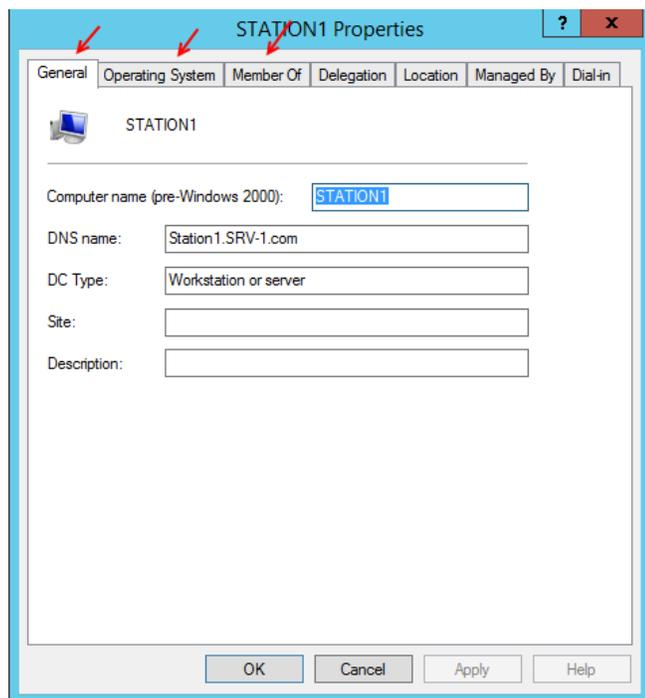 STATION1 Properties
? x
General Operating System Member Of Delegation Location Managed By Dial-in
STATION1
Computer name (pre-Windows 2000): STATION1
DNS name: Station1.SRV-1.com
DC Type: Workstation or server
Site:
Description:
OK Cancel Apply Help